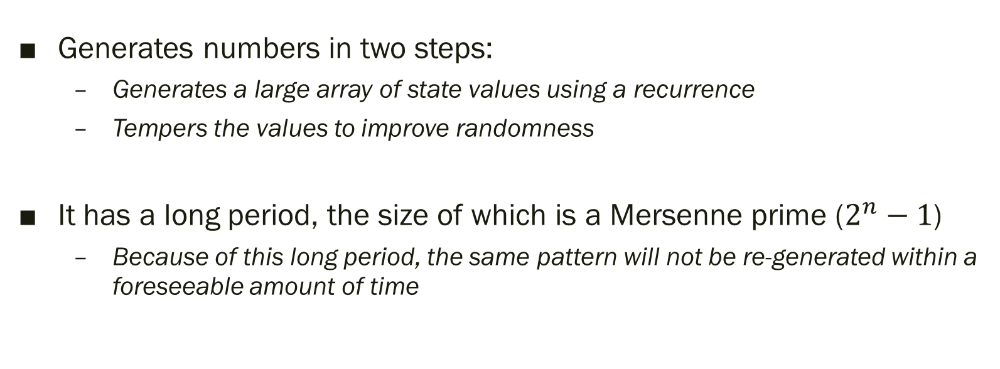 ■ Generates numbers in two steps:
– Generates a large array of state values using a recurrence
– Tempers the values to improve randomness
■ It has a long period, the size of which is a Mersenne prime (2ⁿ − 1)
– Because of this long period, the same pattern will not be re-generated within a
foreseeable amount of time